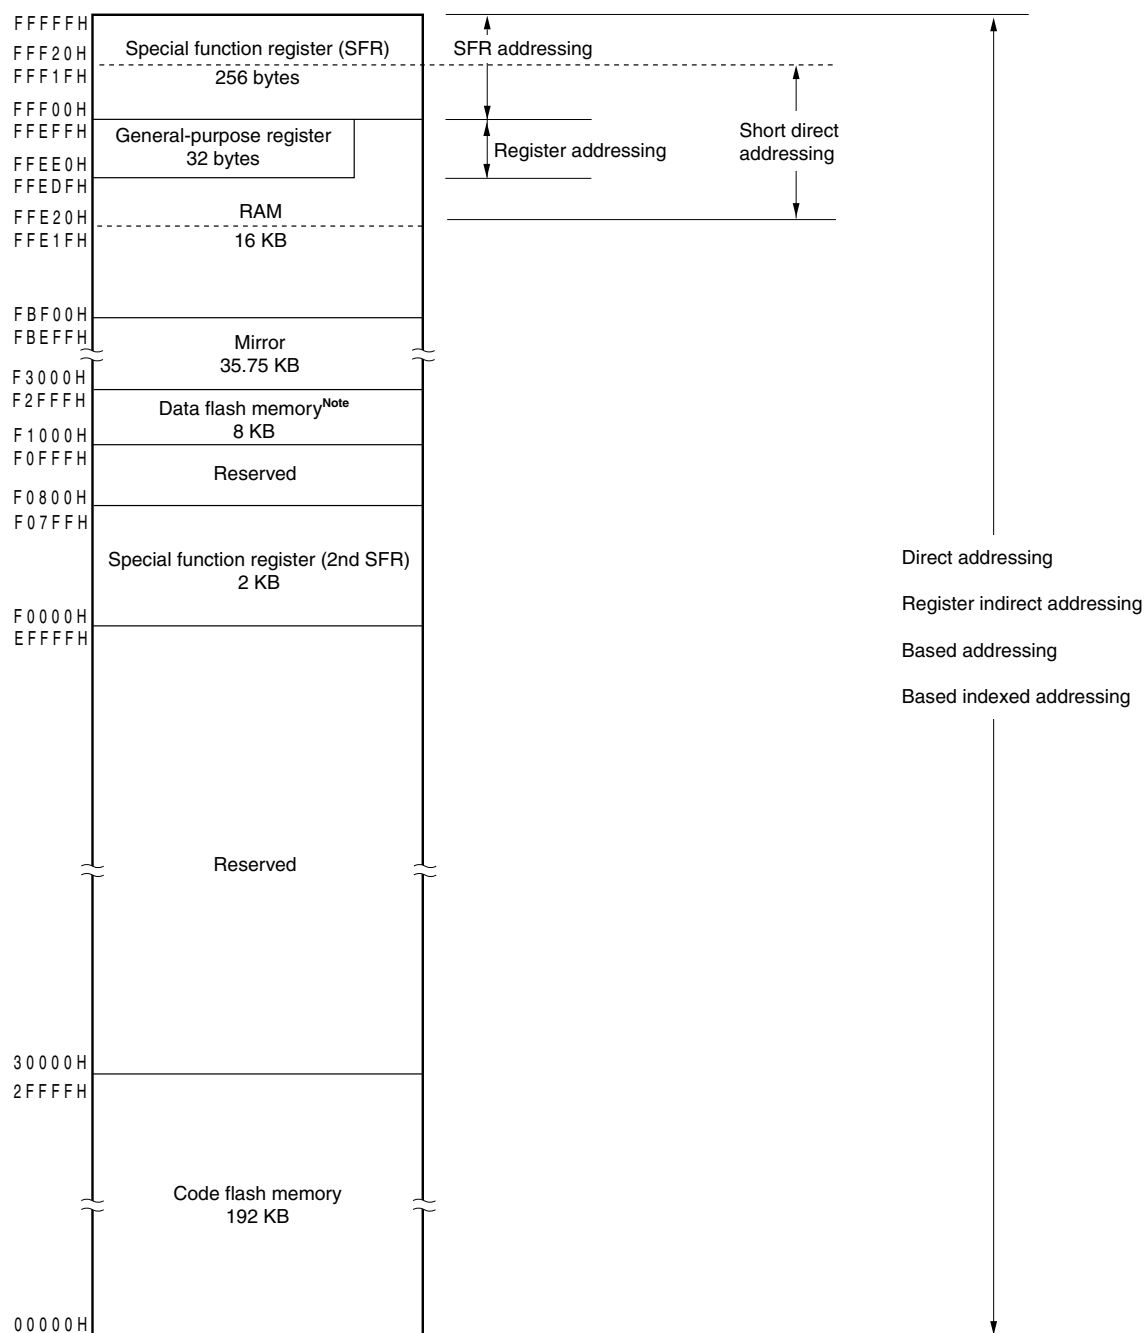 FFFFFH
FFF20H
Special function register (SFR)
SFR addressing
FFF1FH
256 bytes
FFF00H
FFEFFH
General-purpose register
32 bytes
Register addressing
Short direct
addressing
FFEE0H
FFEDFH
FFE20H
RAM
FFE1FH
16 KB
FBF00H
FBEFFH
Mirror
35.75 KB
F3000H
F2FFFH
Data flash memoryNote
8 KB
F1000H
F0FFFH
Reserved
F0800H
F07FFH
Special function register (2nd SFR)
2 KB
Direct addressing
Register indirect addressing
Based addressing
Based indexed addressing
F0000H
EFFFFH
Reserved
30000H
2FFFFH
Code flash memory
192 KB
00000H